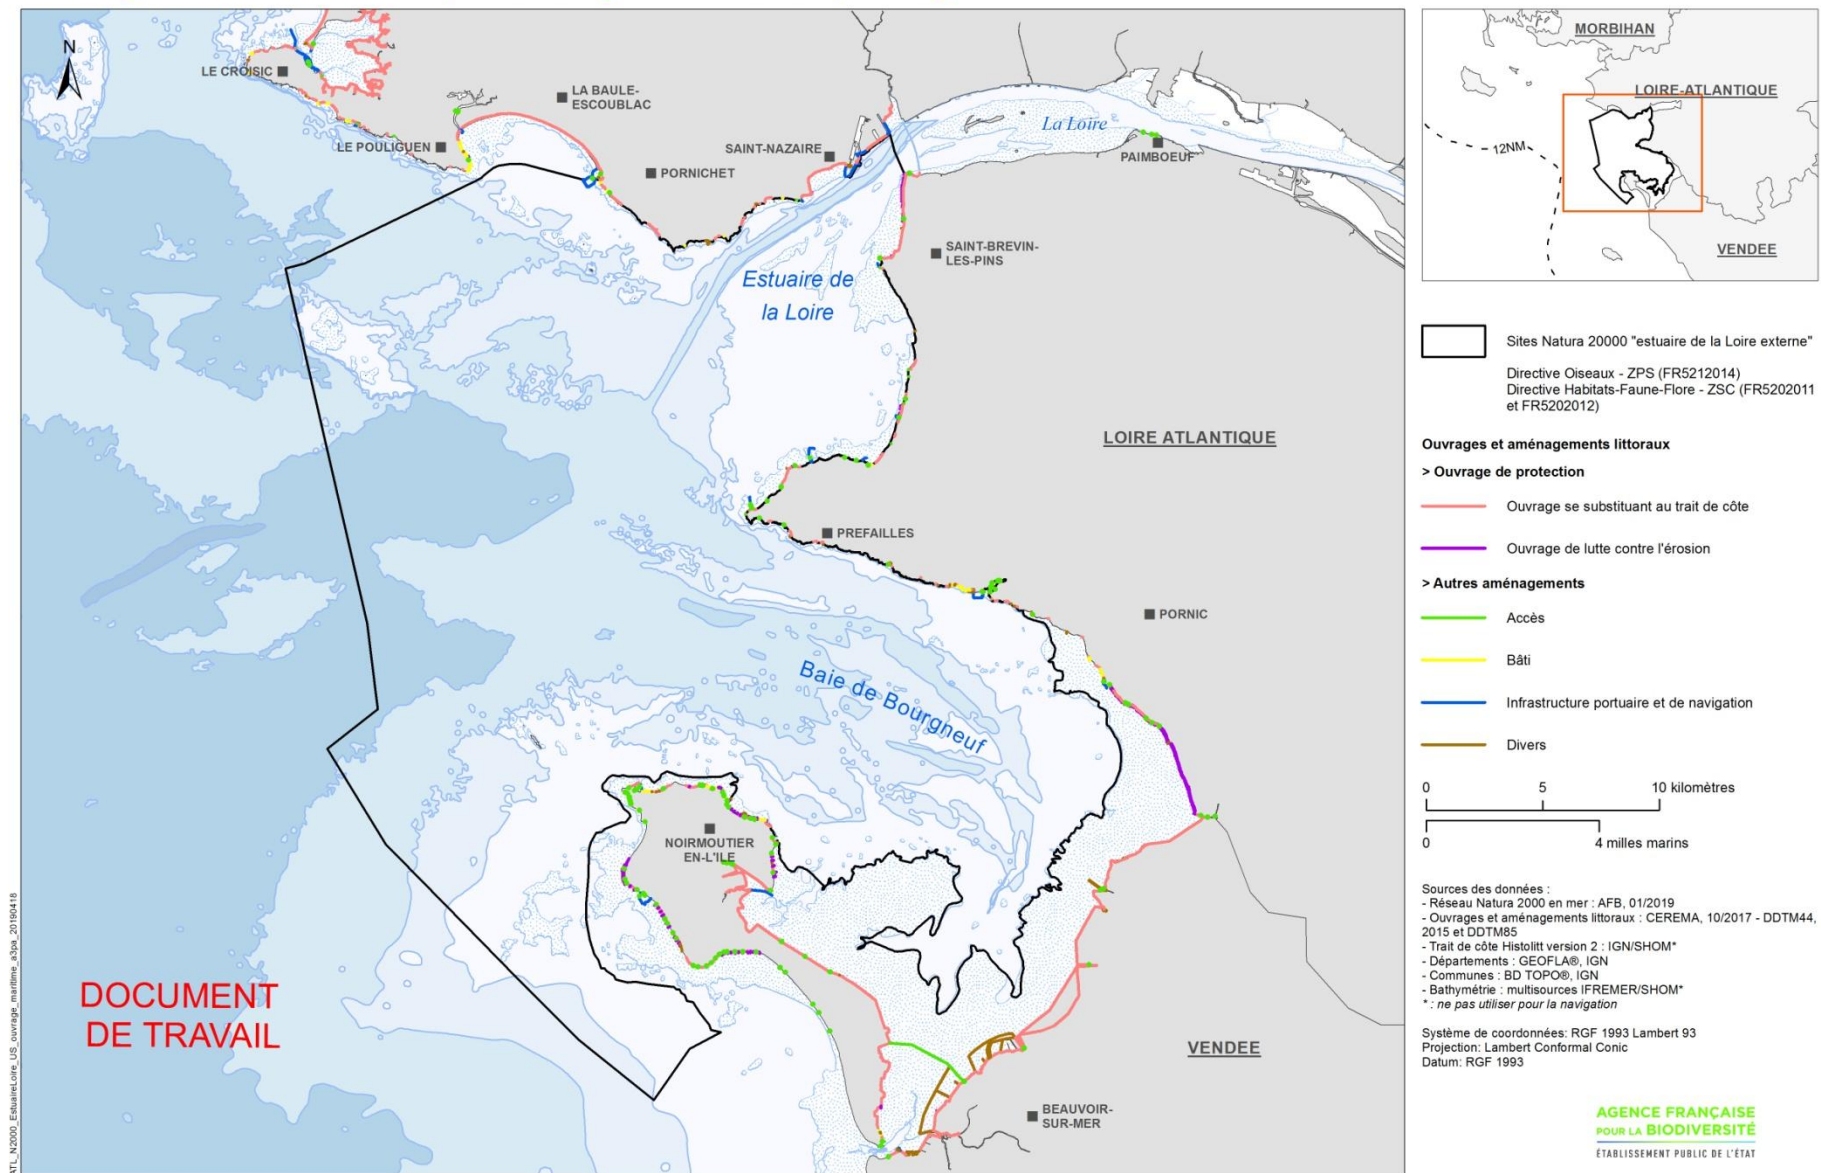 N
LE CROISIC
LA BAULE-
ESCOUBLAC
LE POULIGUEN
PORNICHET
SAINT-NAZAIRE
La Loire
PAIMBOEUF
SAINT-BREVIN-
LES-PINS
Estuaire de
la Loire
LOIRE ATLANTIQUE
PREFAILLES
PORNIC
Baie de Bourgneuf
NOIRMOUTIER
EN-L'ILE
DOCUMENT
DE TRAVAIL
VENDEE
BEAUVOIR-
SUR-MER
ATL_N2000_EstuaireLoire_US_ouvrage_maritime_a3pa_20190418
MORBIHAN
LOIRE-ATLANTIQUE
12NM
VENDEE
Sites Natura 20000 "estuaire de la Loire externe"
Directive Oiseaux - ZPS (FR5212014)
Directive Habitats-Faune-Flore - ZSC (FR5202011
et FR5202012)
Ouvrages et aménagements littoraux
> Ouvrage de protection
Ouvrage se substituant au trait de côte
Ouvrage de lutte contre l'érosion
> Autres aménagements
Accès
Bâti
Infrastructure portuaire et de navigation
Divers
0 5 10 kilomètres
0 4 milles marins
Sources des données :
- Réseau Natura 2000 en mer : AFB, 01/2019
- Ouvrages et aménagements littoraux : CEREMA, 10/2017 - DDTM44,
2015 et DDTM85
- Trait de côte Histolitt version 2 : IGN/SHOM*
- Départements : GEOFLA®, IGN
- Communes : BD TOPO®, IGN
- Bathymétrie : multisources IFREMER/SHOM*
* : ne pas utiliser pour la navigation
Système de coordonnées: RGF 1993 Lambert 93
Projection: Lambert Conformal Conic
Datum: RGF 1993
AGENCE FRANÇAISE
POUR LA BIODIVERSITÉ
ÉTABLISSEMENT PUBLIC DE L'ÉTAT